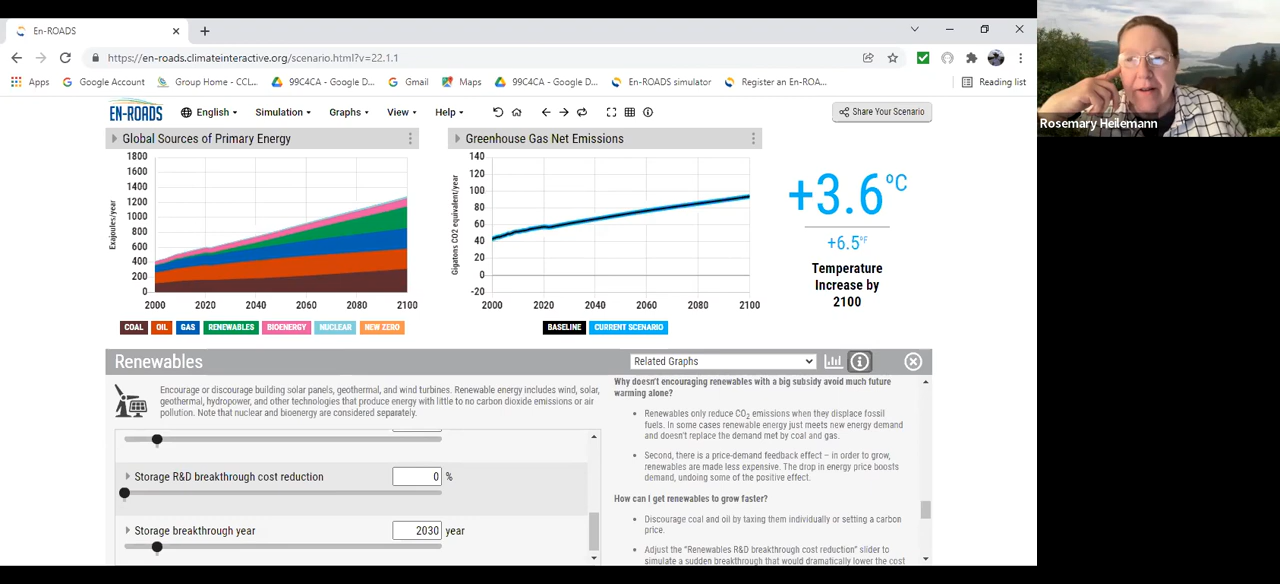 En-ROADS
https://en-roads.climateinteractive.org/scenario.html?v=22.1.1
Apps
Google Account
Group Home - CCL...
99C4CA - Google D...
Gmail
Maps
99C4CA - Google D...
En-ROADS simulator
Register an En-ROA...
Reading list
Rosemary Heilemann
EN-ROADS
English
Simulation
Graphs
View
Help
Share Your Scenario
Global Sources of Primary Energy
1800
1600
1400
1200
1000
800
600
400
200
0
Exajoules/year
2000 2020 2040 2060 2080 2100
COAL OIL GAS RENEWABLES BIOENERGY NUCLEAR NEW ZERO
Greenhouse Gas Net Emissions
140
120
100
80
60
40
20
0
-20
Gigatons CO2 equivalent/year
2000 2020 2040 2060 2080 2100
BASELINE CURRENT SCENARIO
+3.6 °C
+6.5°F
Temperature
Increase by
2100
Renewables
Related Graphs
Encourage or discourage building solar panels, geothermal, and wind turbines. Renewable energy includes wind, solar,
geothermal, hydropower, and other technologies that produce energy with little to no carbon dioxide emissions or air
pollution. Note that nuclear and bioenergy are considered separately.
Storage R&D breakthrough cost reduction 0 %
Storage breakthrough year 2030 year
Why doesn't encouraging renewables with a big subsidy avoid much future
warming alone?
• Renewables only reduce CO2 emissions when they displace fossil
fuels. In some cases renewable energy just meets new energy demand
and doesn't replace the demand met by coal and gas.
• Second, there is a price-demand feedback effect – in order to grow,
renewables are made less expensive. The drop in energy price boosts
demand, undoing some of the positive effect.
How can I get renewables to grow faster?
• Discourage coal and oil by taxing them individually or setting a carbon
price.
• Adjust the "Renewables R&D breakthrough cost reduction" slider to
simulate a sudden breakthrough that would dramatically lower the cost